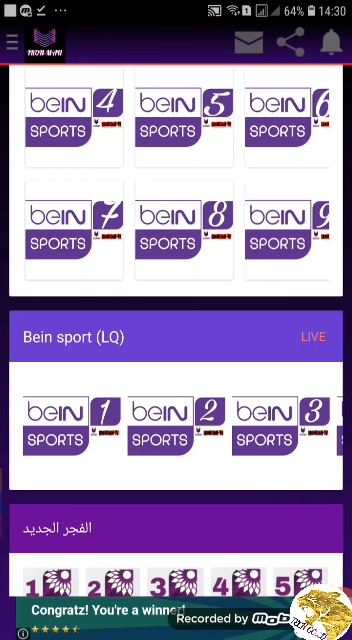 64% 14:30
IRON-MAN
beIN 4 SPORTS
beIN 5 SPORTS
beIN 6 SPORTS
beIN 7 SPORTS
beIN 8 SPORTS
beIN 9 SPORTS
Bein sport (LQ) LIVE
beIN 1 SPORTS
beIN 2 SPORTS
beIN 3 SPORTS
الفجر الجديد
1 2 3 4 5
Congratz! You're a winner!
Recorded by